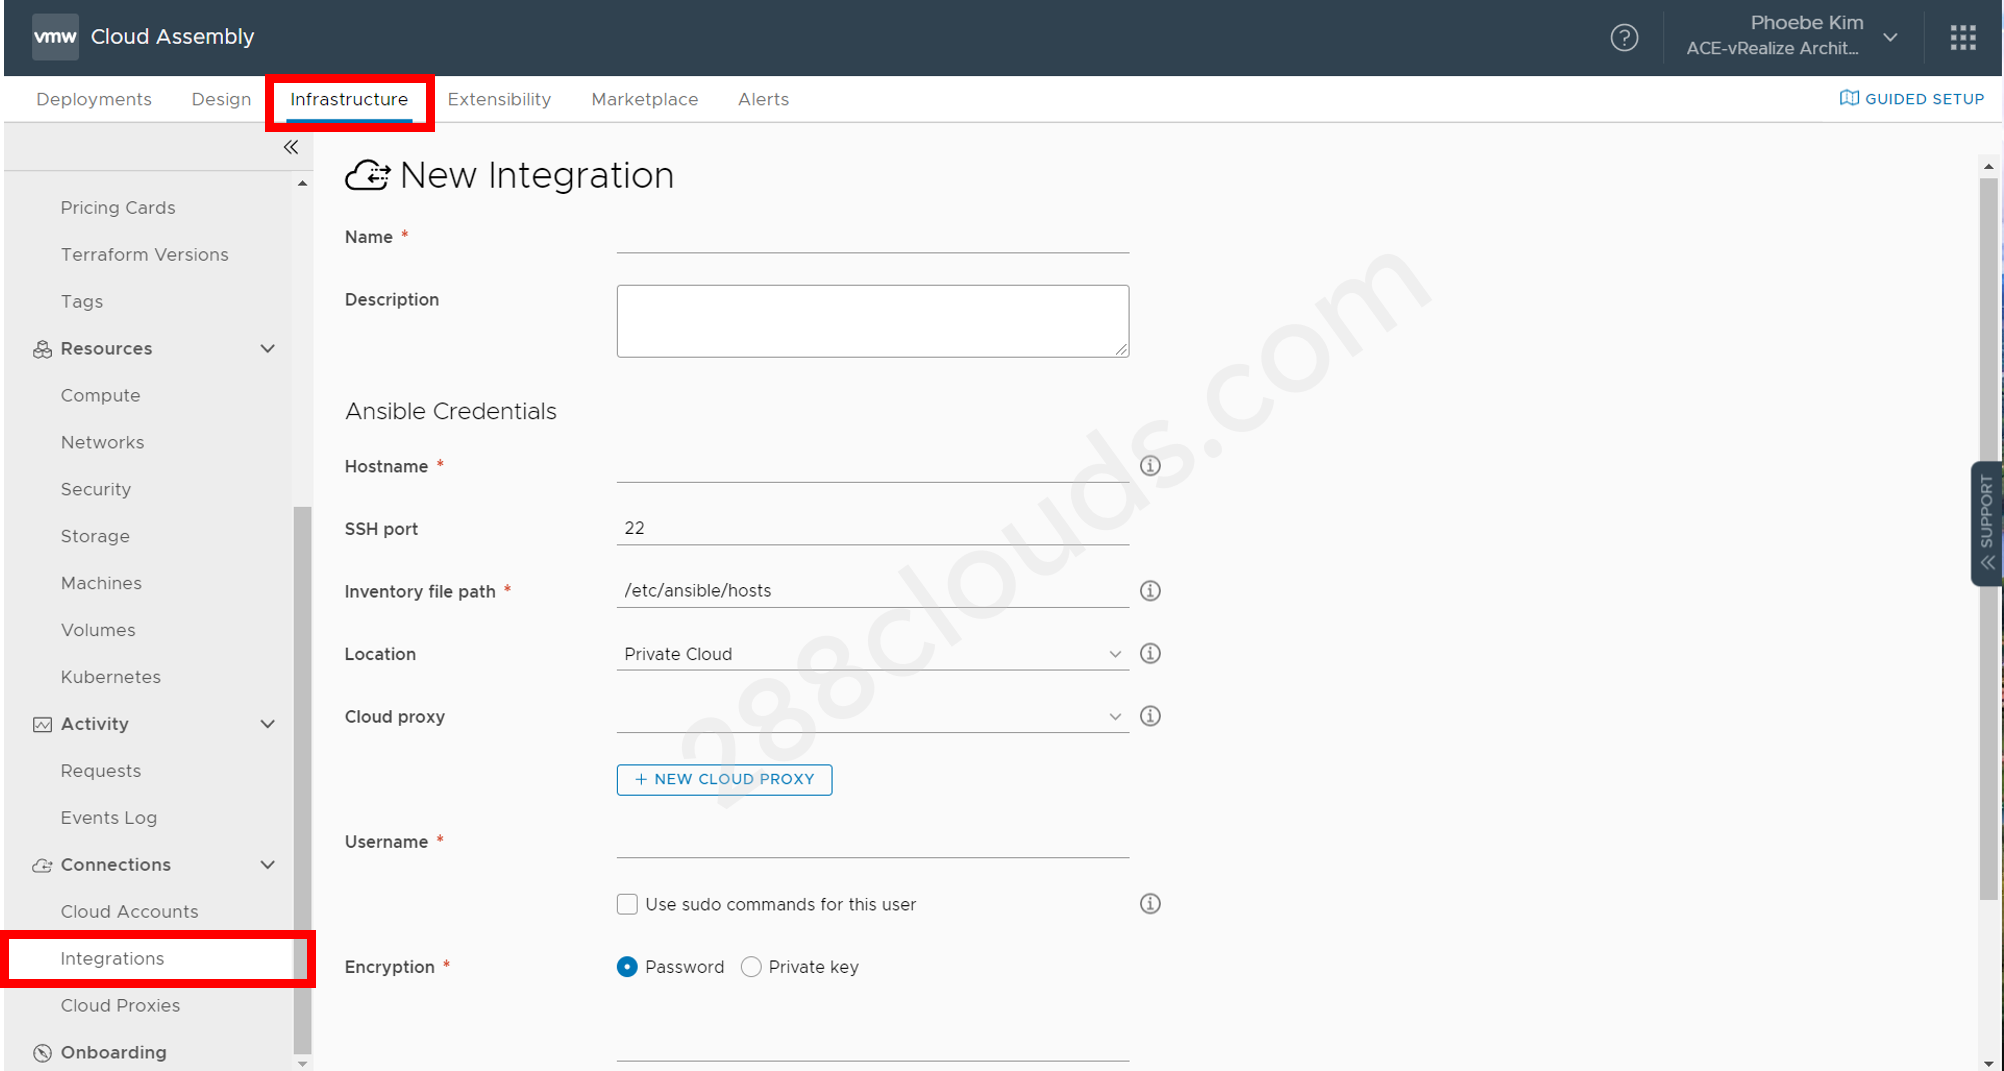 vmw Cloud Assembly
Phoebe Kim
ACE-vRealize Archit...
Deployments Design Infrastructure Extensibility Marketplace Alerts
GUIDED SETUP
Pricing Cards
Terraform Versions
Tags
Resources
Compute
Networks
Security
Storage
Machines
Volumes
Kubernetes
Activity
Requests
Events Log
Connections
Cloud Accounts
Integrations
Cloud Proxies
Onboarding
New Integration
Name *
Description
Ansible Credentials
Hostname *
SSH port 22
Inventory file path * /etc/ansible/hosts
Location Private Cloud
Cloud proxy
+ NEW CLOUD PROXY
Username *
Use sudo commands for this user
Encryption * Password Private key
SUPPORT
288clouds.com